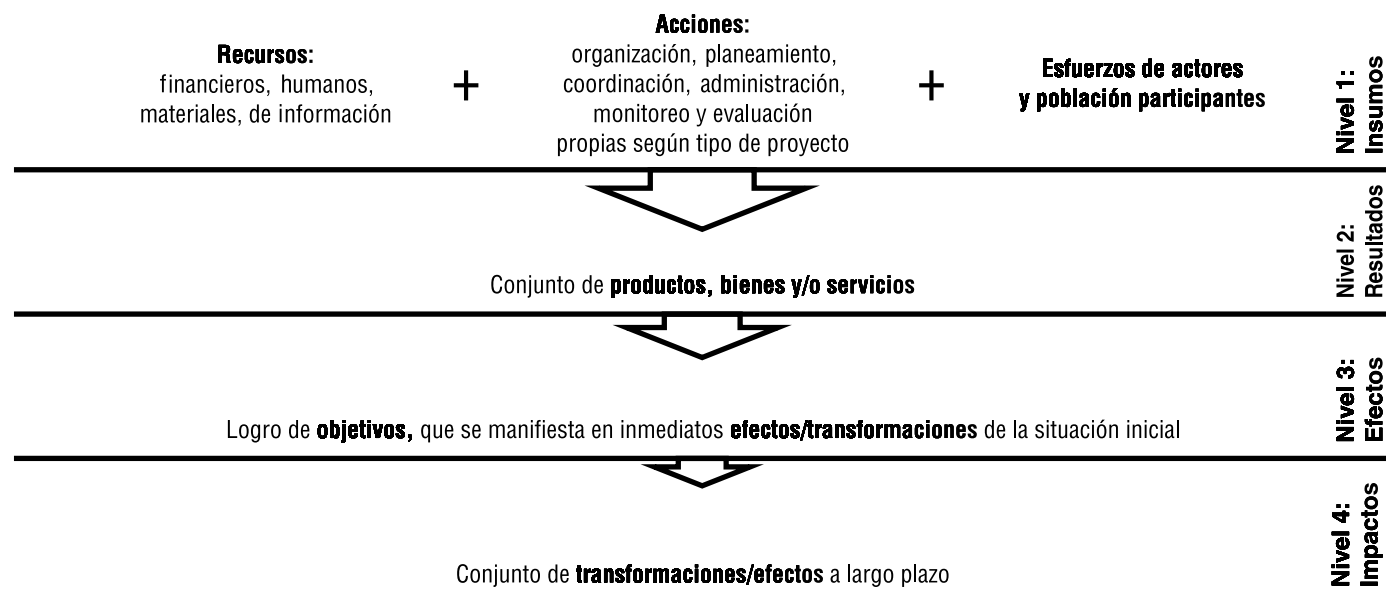 Recursos:
financieros, humanos,
materiales, de información
+
Acciones:
organización, planeamiento,
coordinación, administración,
monitoreo y evaluación
propias según tipo de proyecto
+
Esfuerzos de actores
y población participantes
Nivel 1:
Insumos
Conjunto de productos, bienes y/o servicios
Nivel 2:
Resultados
Logro de objetivos, que se manifiesta en inmediatos efectos/transformaciones de la situación inicial
Nivel 3:
Efectos
Conjunto de transformaciones/efectos a largo plazo
Nivel 4:
Impactos